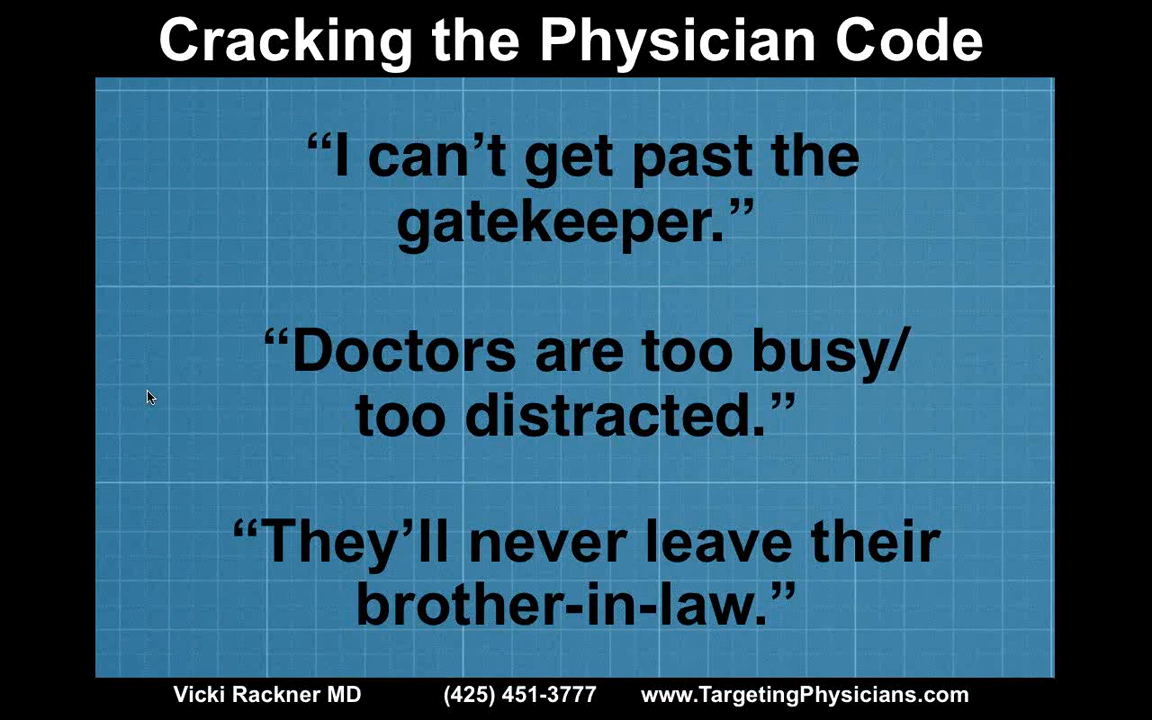 Cracking the Physician Code
“I can’t get past the
gatekeeper.”
“Doctors are too busy/
too distracted.”
“They’ll never leave their
brother-in-law.”
Vicki Rackner MD (425) 451-3777 www.TargetingPhysicians.com